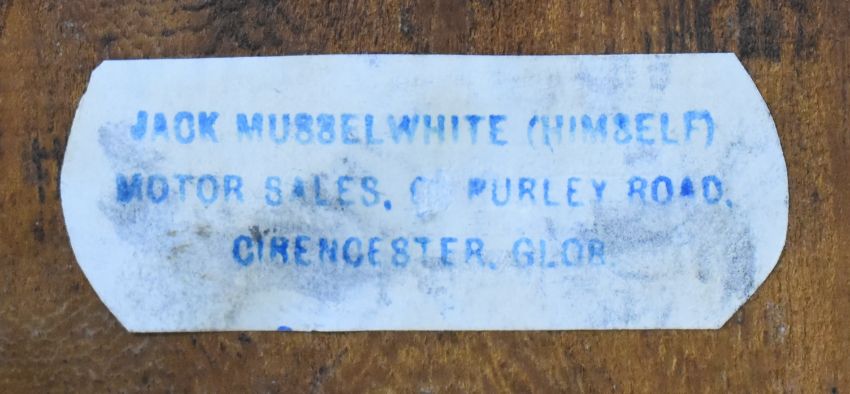 JACK MUSSELWHITE (HIMSELF)
MOTOR SALES, PURLEY ROAD,
CIRENCESTER, GLOS.